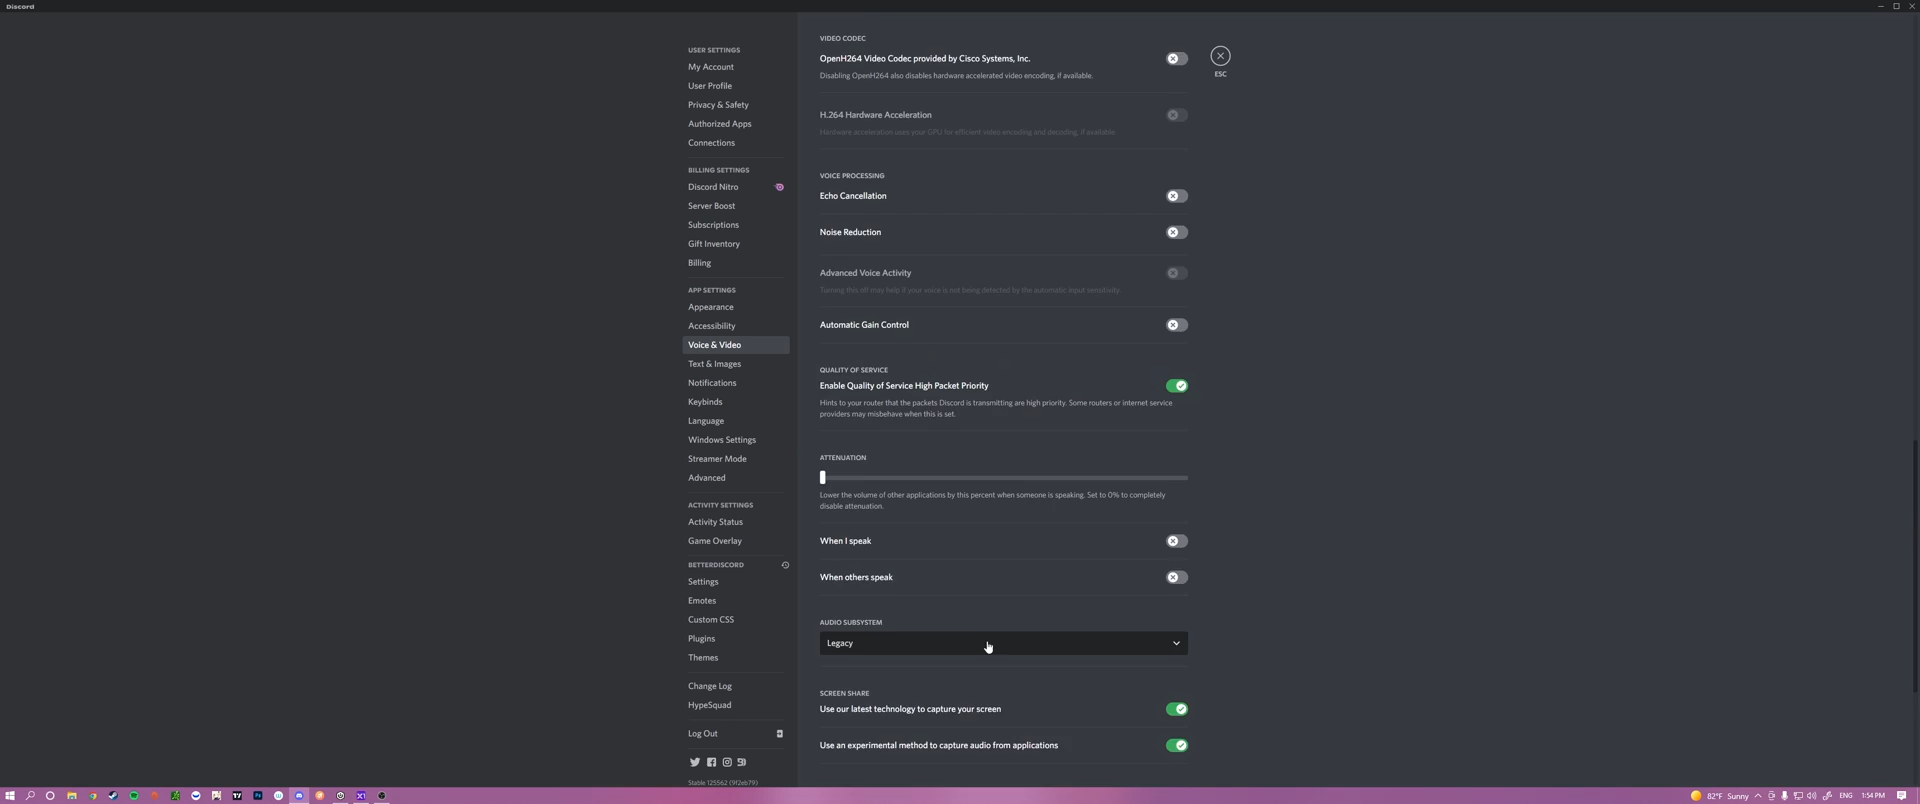 Discord
USER SETTINGS
My Account
User Profile
Privacy & Safety
Authorized Apps
Connections
BILLING SETTINGS
Discord Nitro
Server Boost
Subscriptions
Gift Inventory
Billing
APP SETTINGS
Appearance
Accessibility
Voice & Video
Text & Images
Notifications
Keybinds
Language
Windows Settings
Streamer Mode
Advanced
ACTIVITY SETTINGS
Activity Status
Game Overlay
BETTERDISCORD
Settings
Emotes
Custom CSS
Plugins
Themes
Change Log
HypeSquad
Log Out
Stable 125562 (9f2eb79)
VIDEO CODEC
OpenH264 Video Codec provided by Cisco Systems, Inc.
Disabling OpenH264 also disables hardware accelerated video encoding, if available.
H.264 Hardware Acceleration
Hardware acceleration uses your GPU for efficient video encoding and decoding, if available.
VOICE PROCESSING
Echo Cancellation
Noise Reduction
Advanced Voice Activity
Turning this off may help if your voice is not being detected by the automatic input sensitivity.
Automatic Gain Control
QUALITY OF SERVICE
Enable Quality of Service High Packet Priority
Hints to your router that the packets Discord is transmitting are high priority. Some routers or internet service
providers may misbehave when this is set.
ATTENUATION
Lower the volume of other applications by this percent when someone is speaking. Set to 0% to completely
disable attenuation.
When I speak
When others speak
AUDIO SUBSYSTEM
Legacy
SCREEN SHARE
Use our latest technology to capture your screen
Use an experimental method to capture audio from applications
ESC
82°F Sunny
ENG
1:54 PM